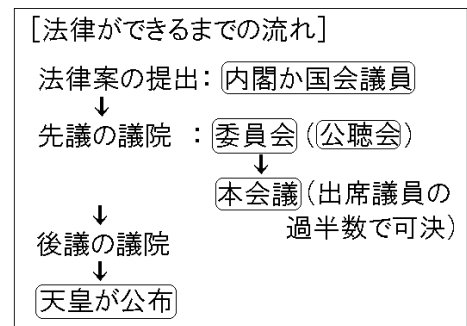 [法律ができるまでの流れ]
法律案の提出：内閣か国会議員
↓
先議の議院　：委員会(公聴会)
↓
本会議(出席議員の
過半数で可決)
↓
後議の議院
↓
天皇が公布